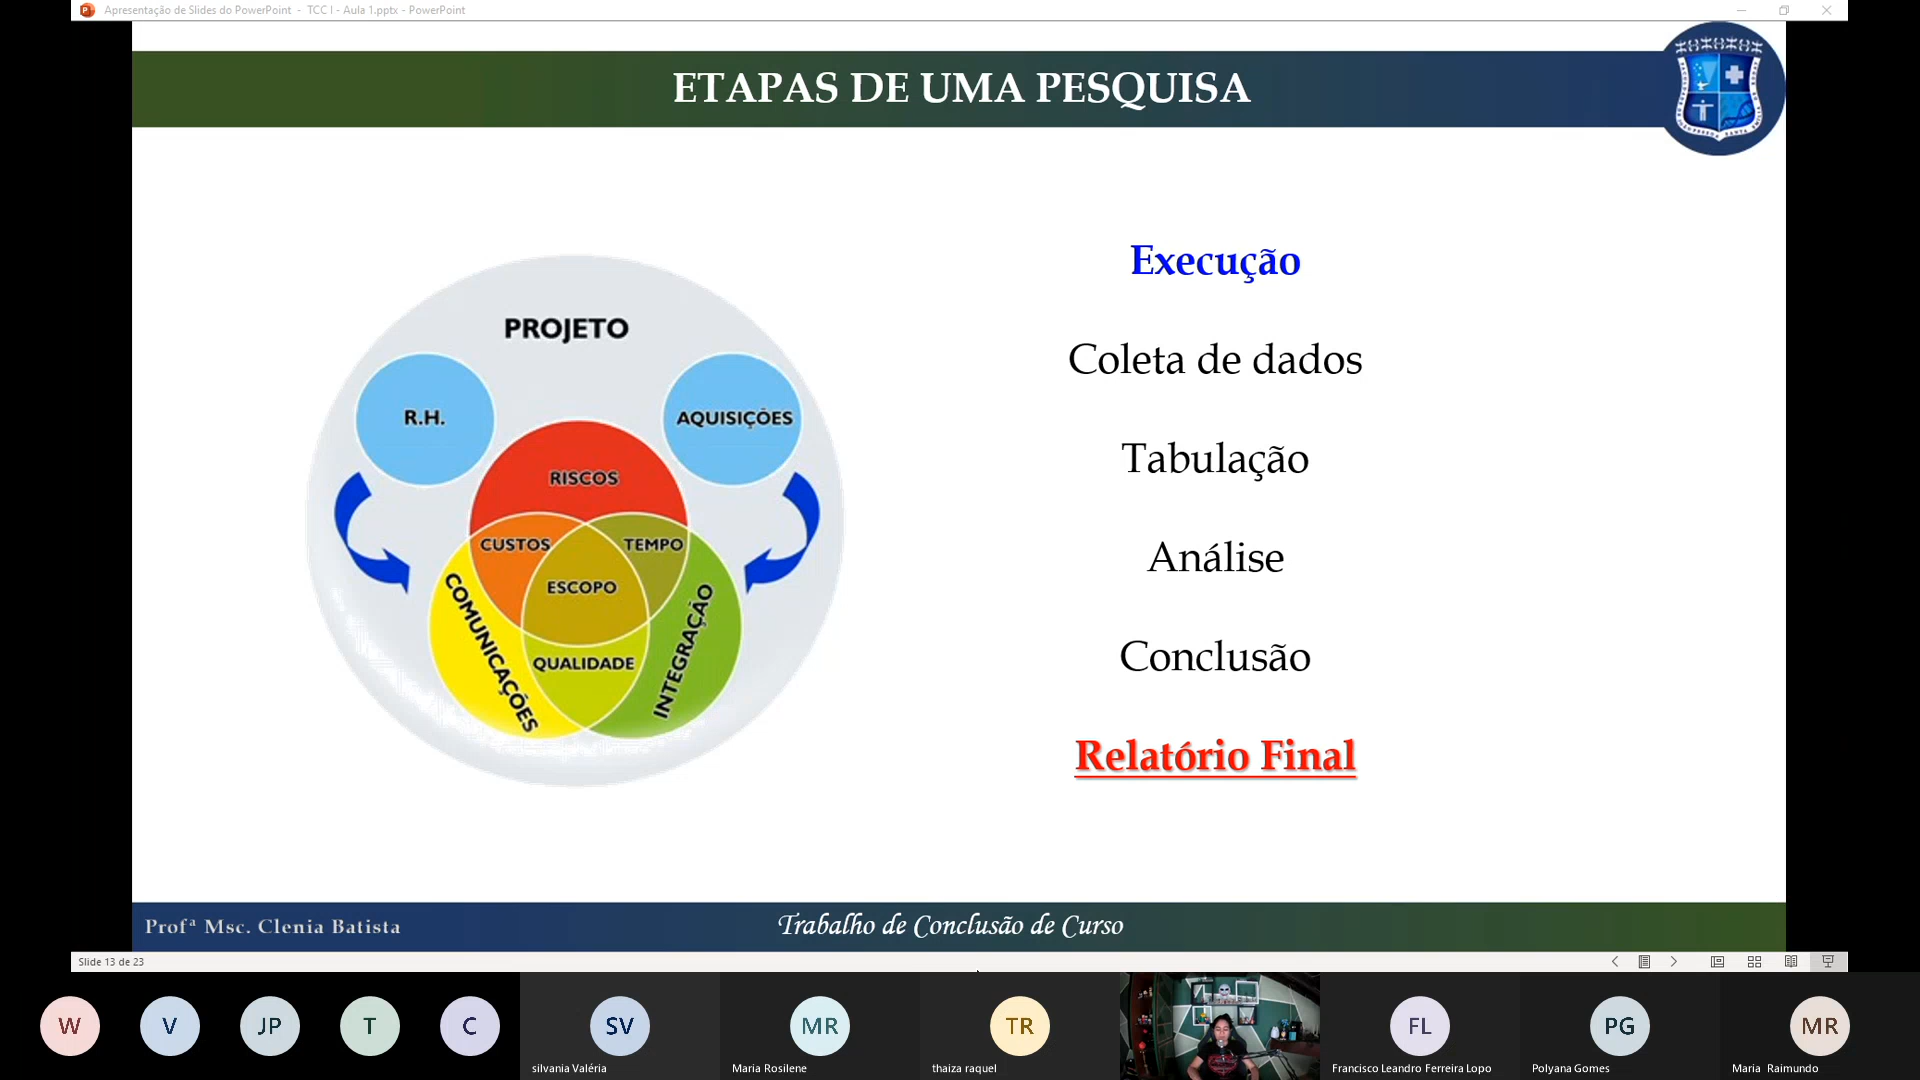 Apresentação de Slides do PowerPoint - TCC I - Aula 1.pptx - PowerPoint
ETAPAS DE UMA PESQUISA
PROJETO
R.H.
AQUISIÇÕES
RISCOS
CUSTOS
TEMPO
ESCOPO
COMUNICAÇÕES
QUALIDADE
INTEGRAÇÃO
Execução
Coleta de dados
Tabulação
Análise
Conclusão
Relatório Final
Profª Msc. Clenia Batista
Trabalho de Conclusão de Curso
Slide 13 de 23
W
V
JP
T
C
SV
MR
TR
FL
PG
MR
silvania Valéria
Maria Rosilene
thaiza raquel
Francisco Leandro Ferreira Lopo
Polyana Gomes
Maria Raimundo